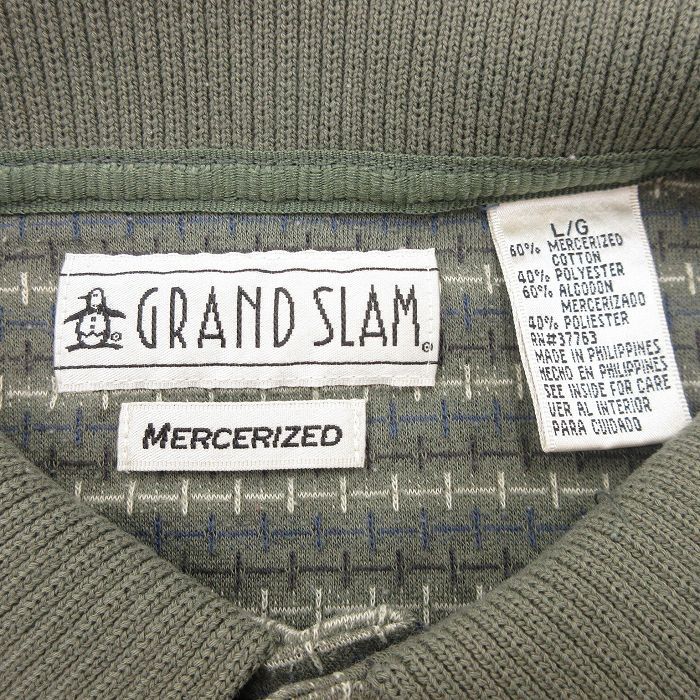 GRAND SLAM
MERCERIZED
L/G
60% MERCERIZED
COTTON
40% POLYESTER
60% ALGODON
MERCERIZADO
40% POLIESTER
RN#37763
MADE IN PHILIPPINES
HECHO EN PHILIPPINES
SEE INSIDE FOR CARE
VER AL INTERIOR
PARA CUIDADO